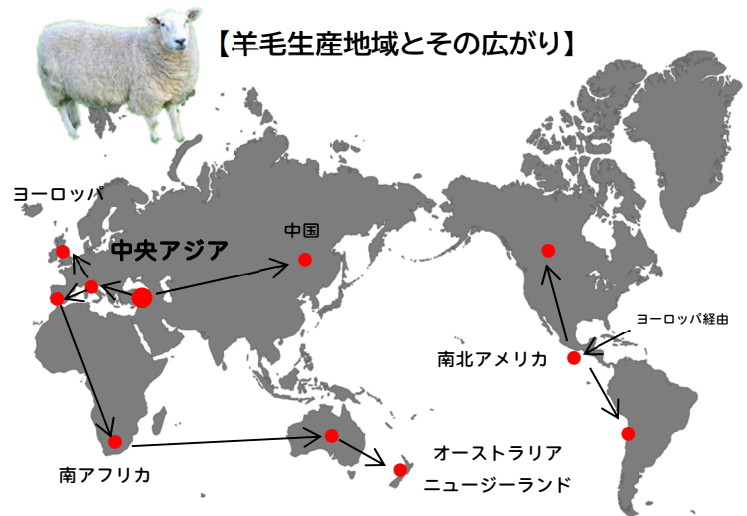 【羊毛生産地域とその広がり】
ヨーロッパ
中央アジア
中国
ヨーロッパ経由
南北アメリカ
南アフリカ
オーストラリア
ニュージーランド